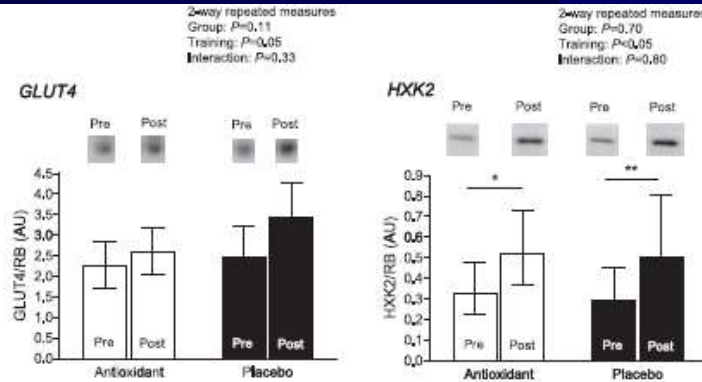 2-way repeated measures
Group: P=0.11
Training: P=0.05
Interaction: P=0.33
GLUT4
Pre Post Pre Post
GLUT4/RB (AU)
4.5
4.0
3.5
3.0
2.5
2.0
1.5
1.0
0.5
0.0
Pre Post Pre Post
Antioxidant Placebo
2-way repeated measures
Group: P=0.70
Training: P<0.05
Interaction: P=0.80
HXK2
Pre Post Pre Post
HXK2/RB (AU)
0.9
0.8
0.7
0.6
0.5
0.4
0.3
0.2
0.1
0.0
* **
Pre Post Pre Post
Antioxidant Placebo